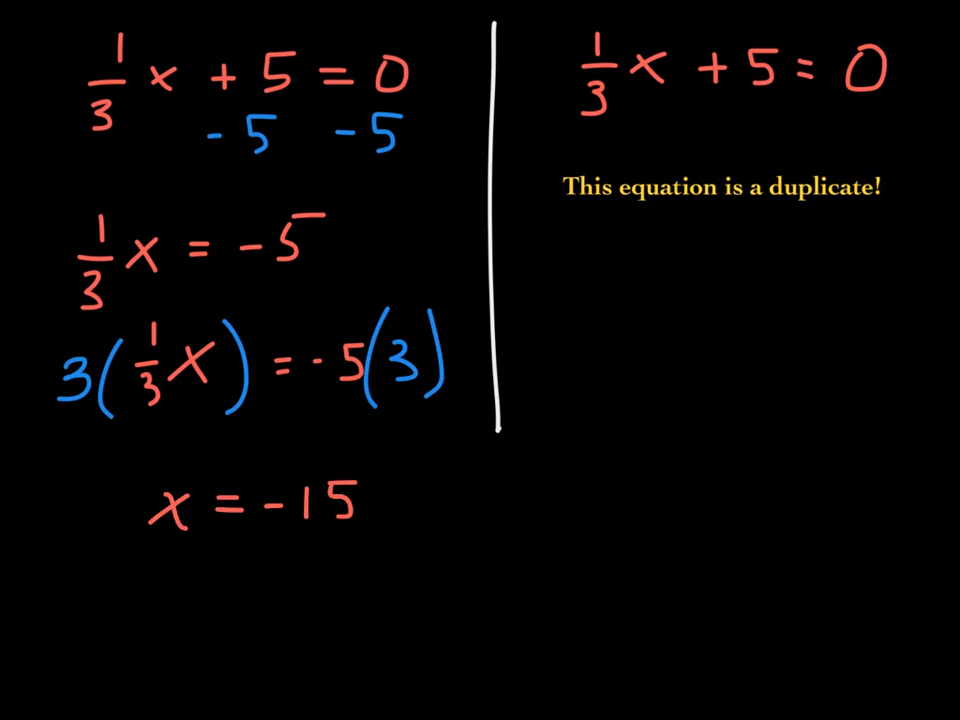 1/3 x + 5 = 0
- 5 - 5
1/3 x = - 5
3 ( 1/3 x ) = - 5 ( 3 )
x = - 15
1/3 x + 5 = 0
This equation is a duplicate!